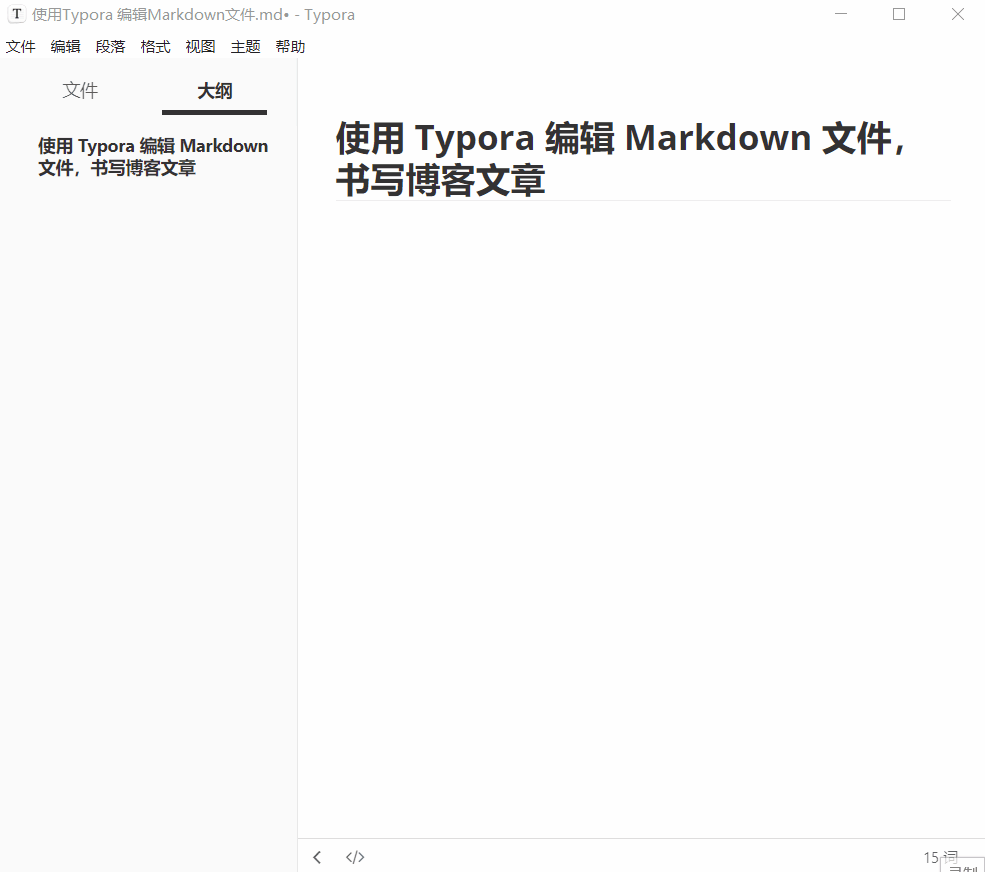 T 使用Typora 编辑Markdown文件.md• - Typora
文件 编辑 段落 格式 视图 主题 帮助
文件 大纲
使用 Typora 编辑 Markdown
文件，书写博客文章
使用 Typora 编辑 Markdown 文件，
书写博客文章
15 词